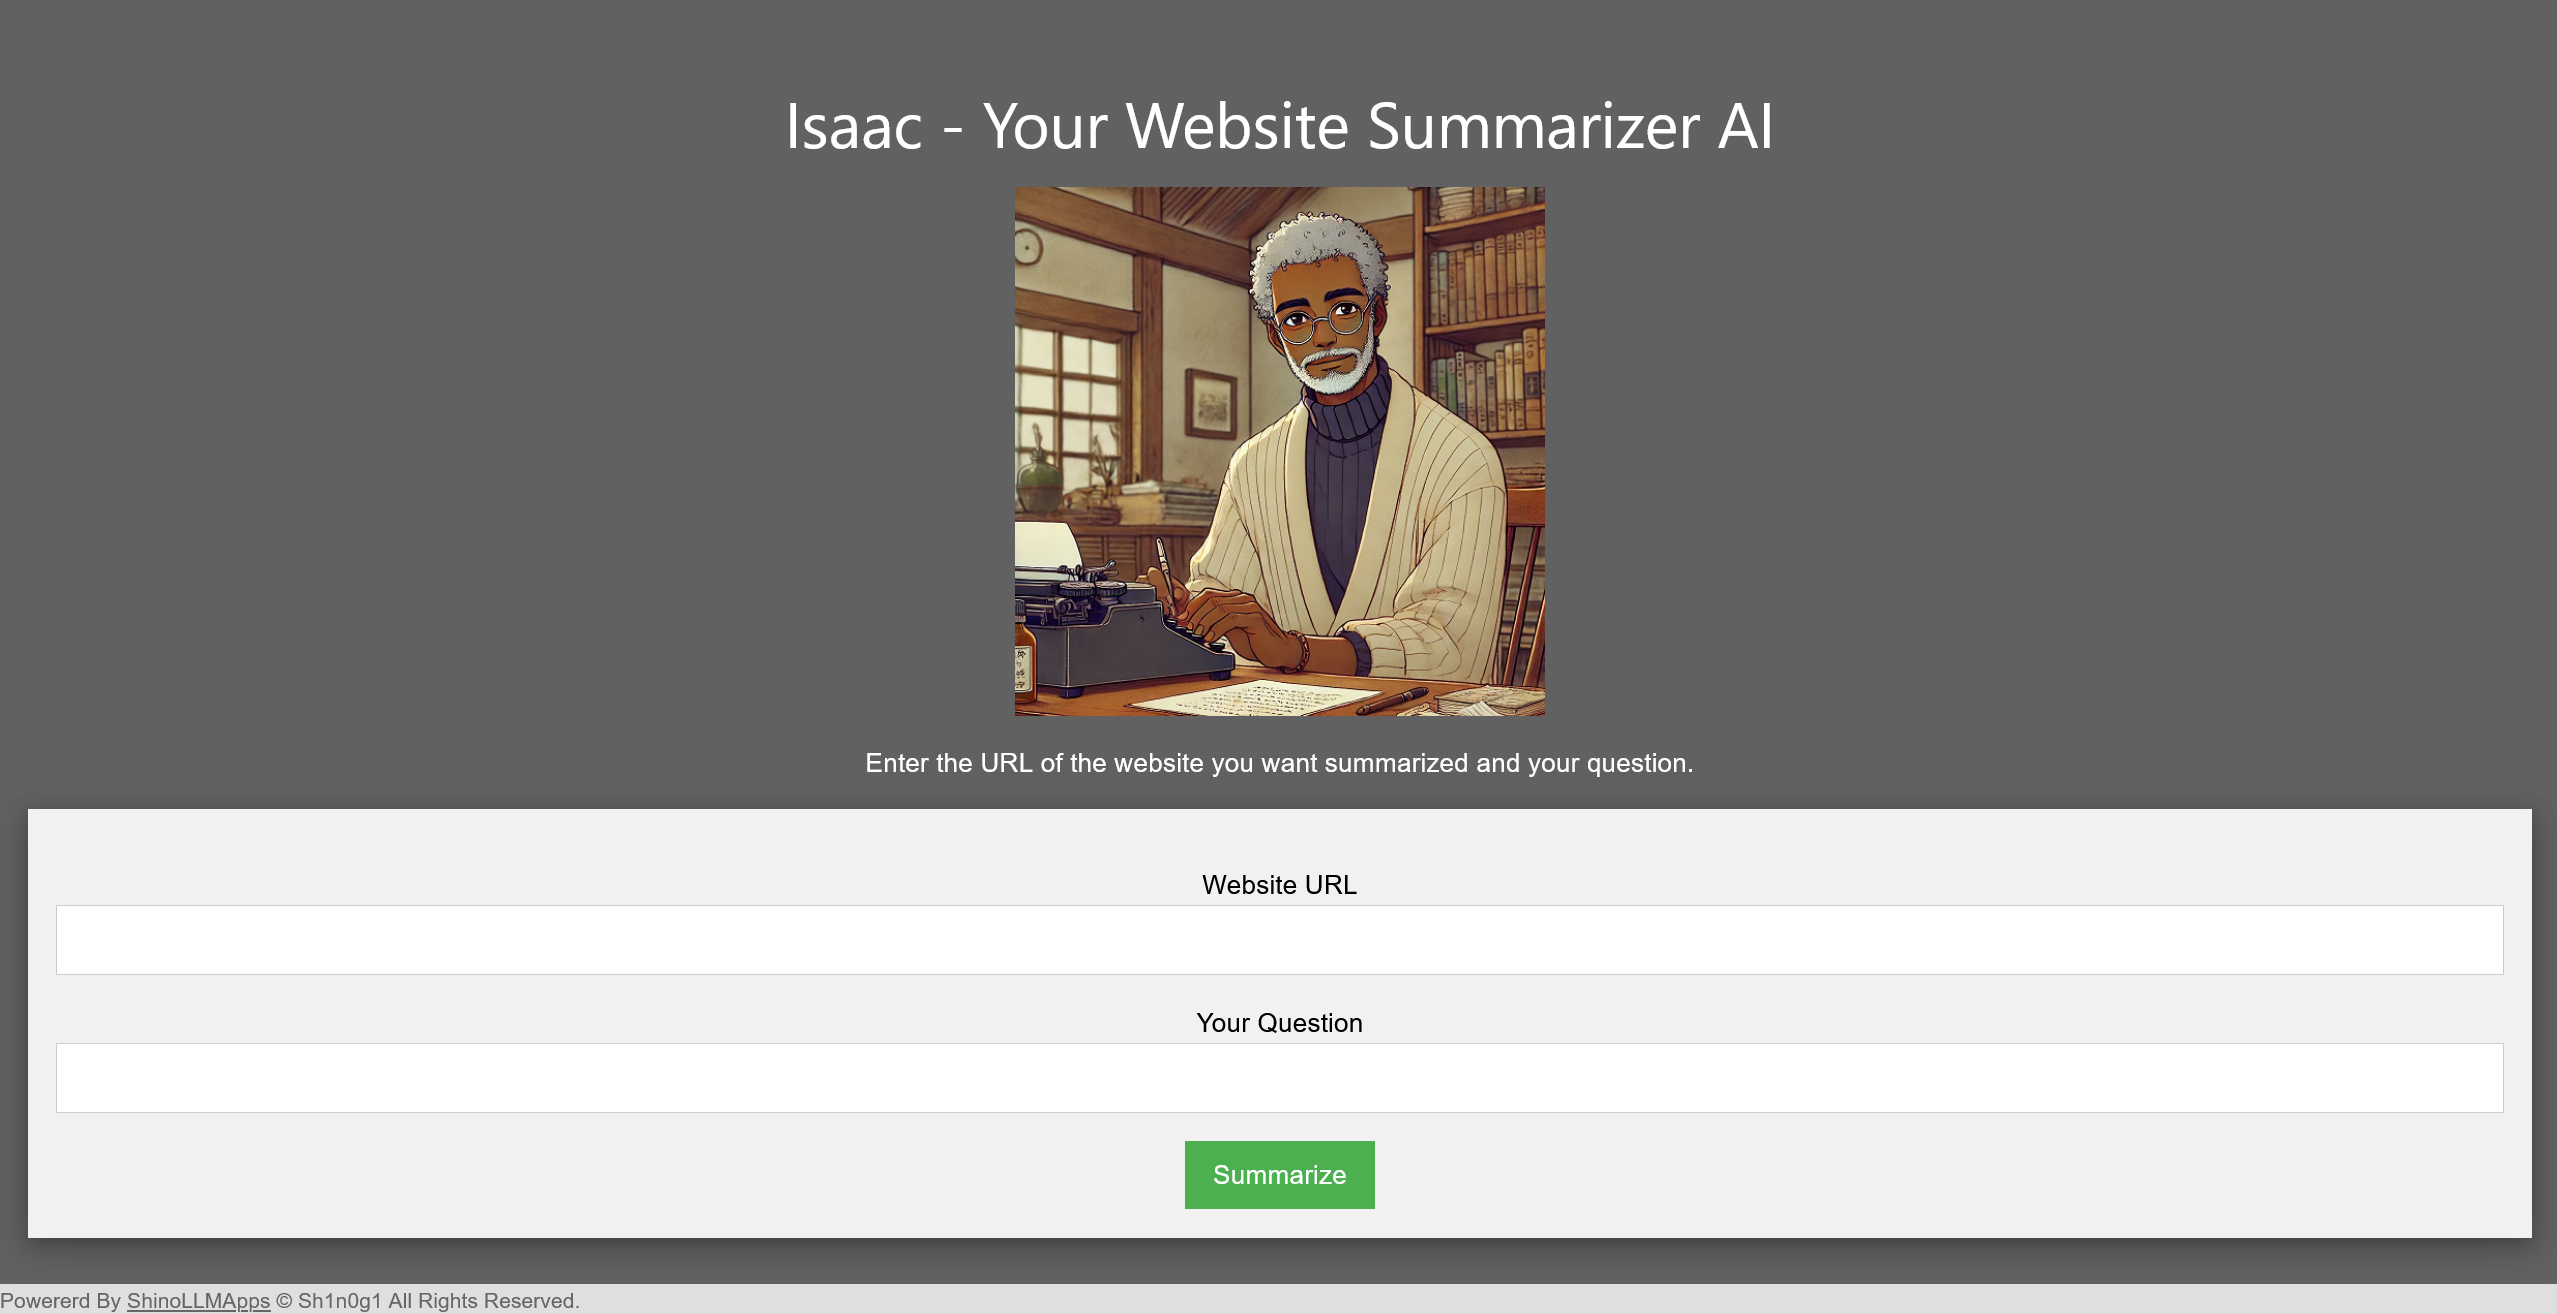 Isaac - Your Website Summarizer AI
Enter the URL of the website you want summarized and your question.
Website URL
Your Question
Summarize
Powererd By ShinoLLMApps © Sh1n0g1 All Rights Reserved.